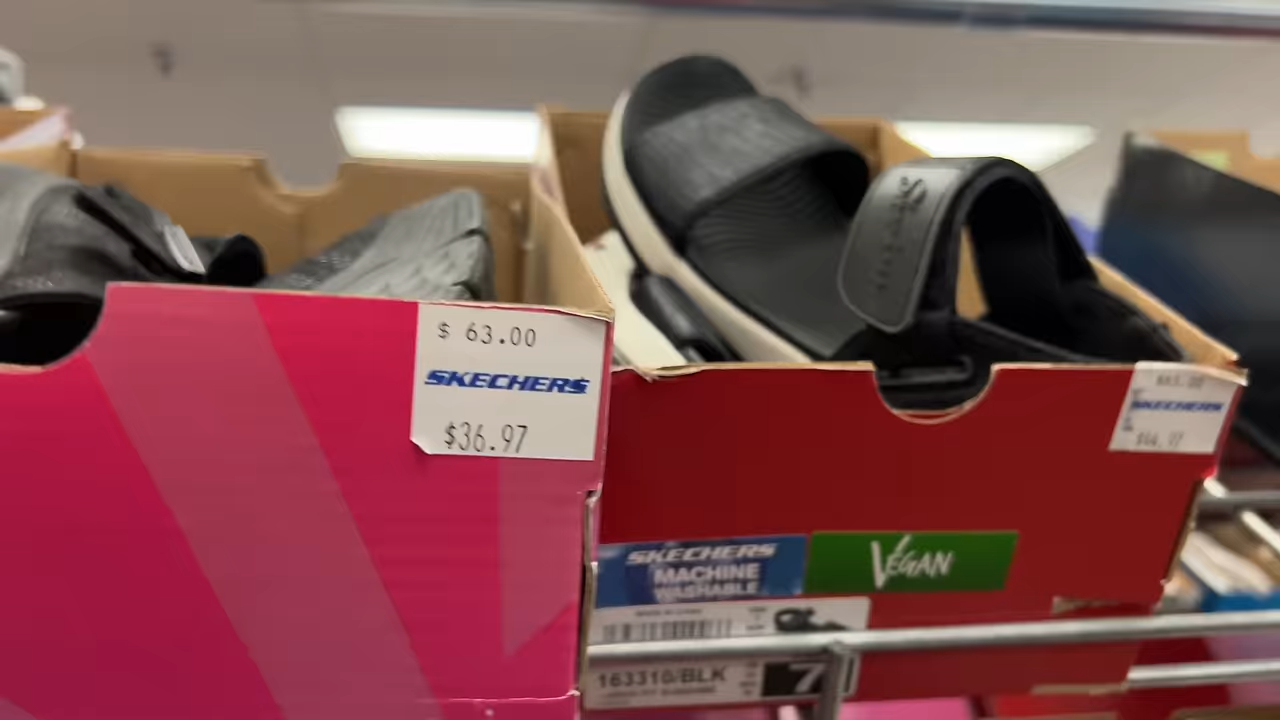 $ 63.00
SKECHERS
$36.97
SKECHERS
SKECHERS
MACHINE
WASHABLE
VEGAN
163310/BLK
7